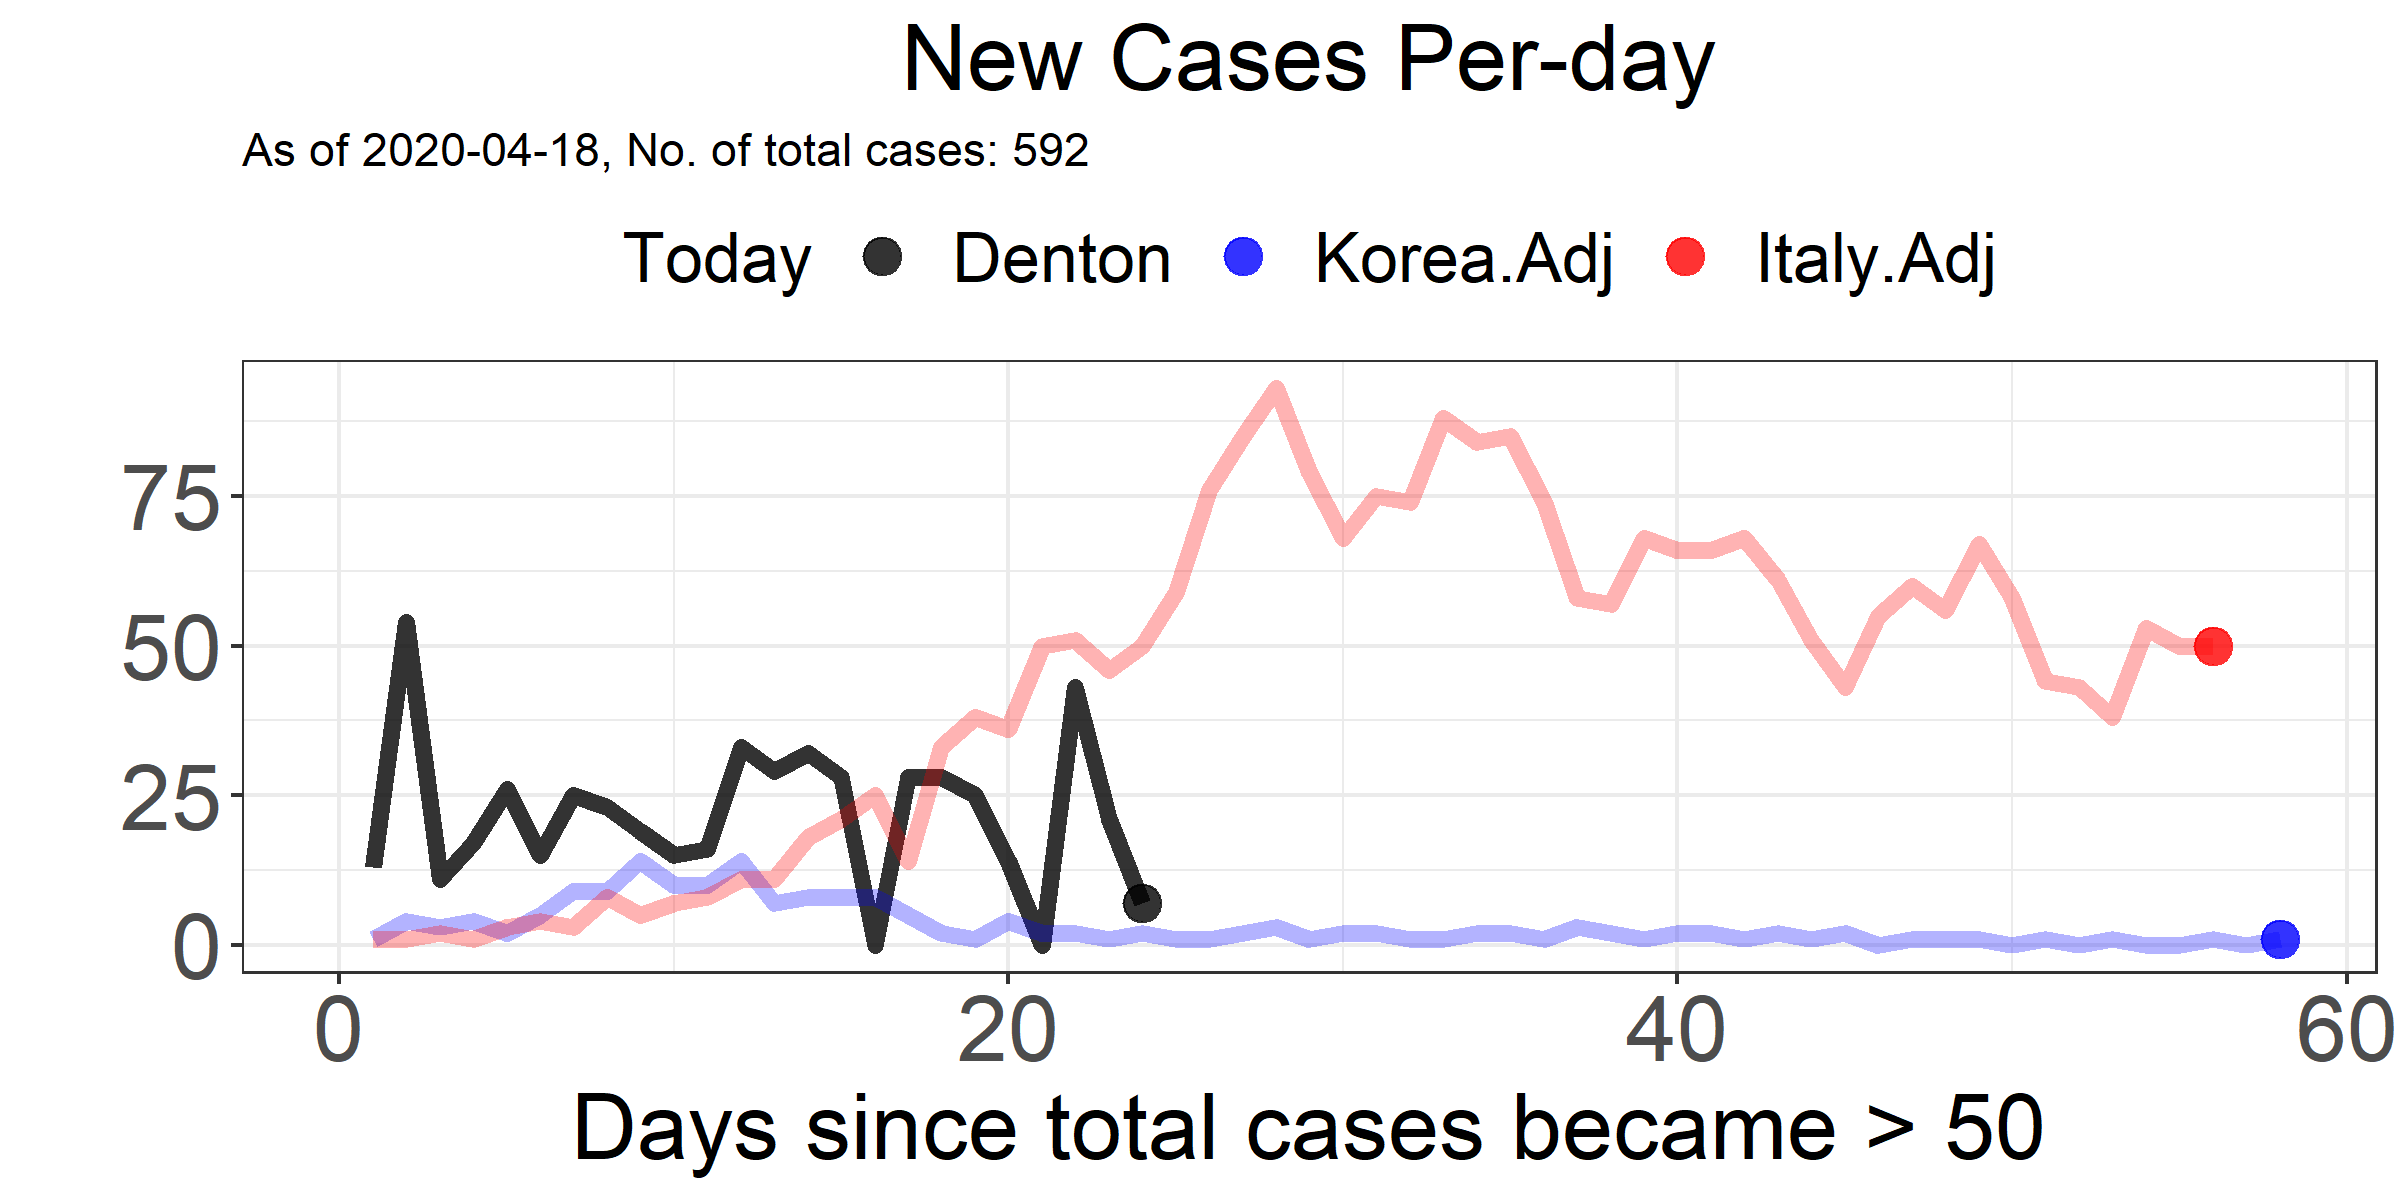 New Cases Per-day
As of 2020-04-18, No. of total cases: 592
Today Denton Korea.Adj Italy.Adj
75
50
25
0
0 20 40 60
Days since total cases became > 50